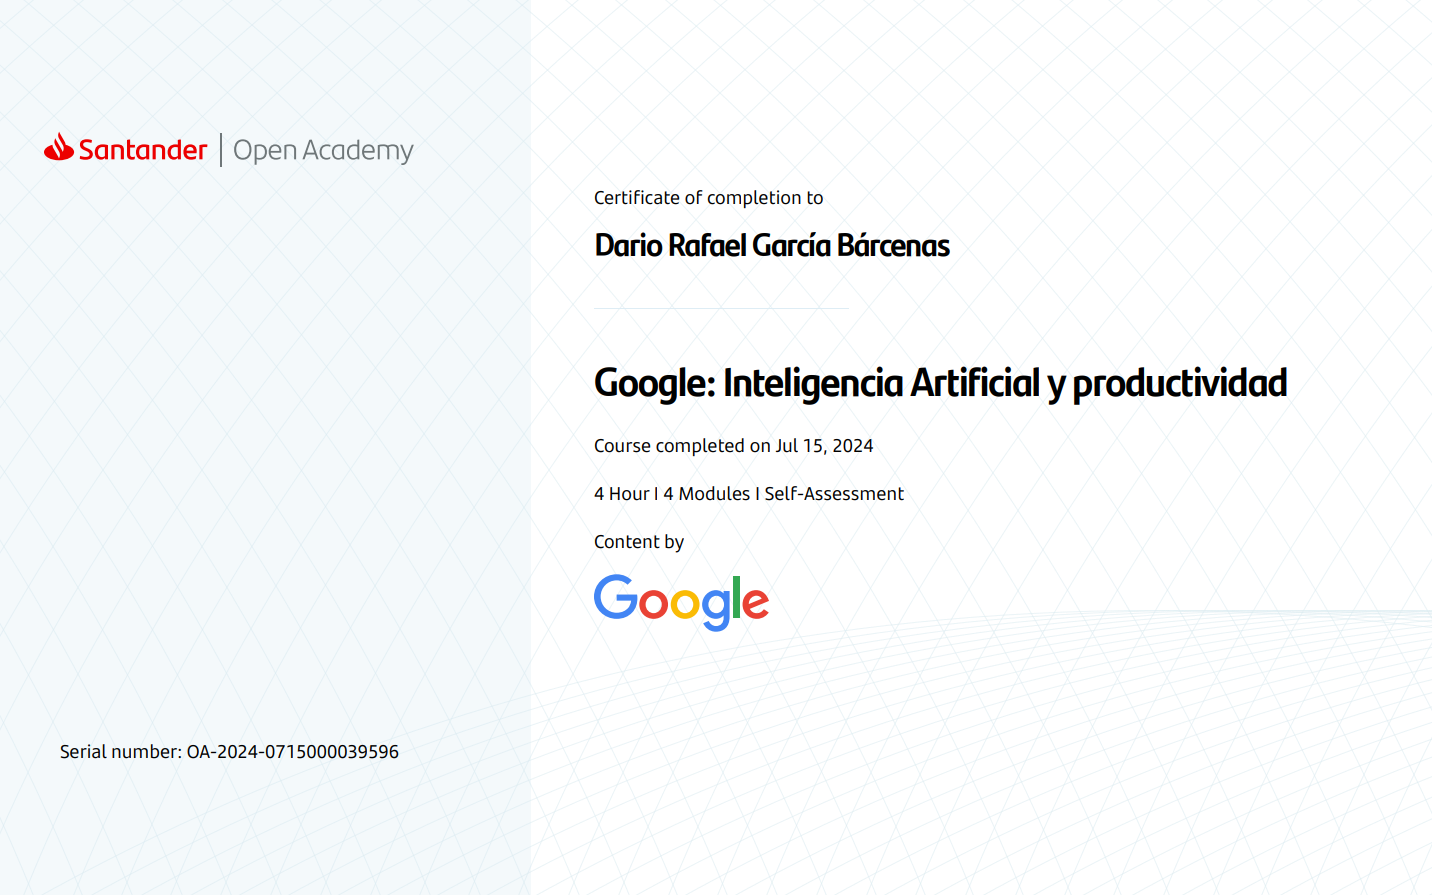 Santander | Open Academy
Certificate of completion to
Dario Rafael García Bárcenas
Google: Inteligencia Artificial y productividad
Course completed on Jul 15, 2024
4 Hour I 4 Modules I Self-Assessment
Content by
Google
Serial number: OA-2024-0715000039596